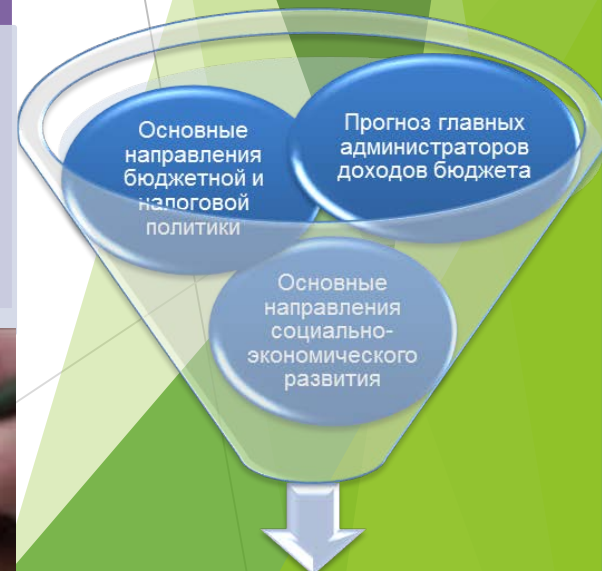 Основные
направления
бюджетной и
налоговой
политики
Прогноз главных
администраторов
доходов бюджета
Основные
направления
социально-
экономического
развития